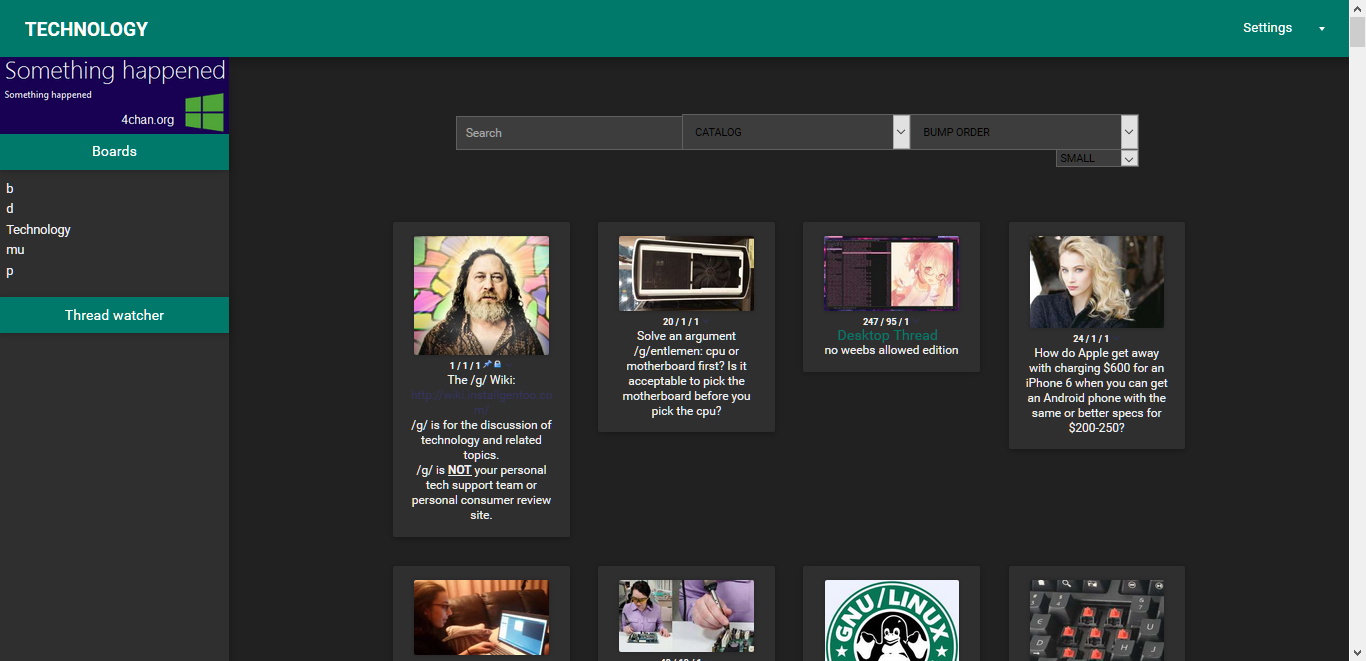 TECHNOLOGY
Settings
Something happened
Something happened
4chan.org
Boards
b
d
Technology
mu
p
Thread watcher
Search
CATALOG
BUMP ORDER
SMALL
1 / 1 / 1
The /g/ Wiki:
/g/ is for the discussion of
technology and related
topics.
/g/ is NOT your personal
tech support team or
personal consumer review
site.
20 / 1 / 1
Solve an argument
/g/entlemen: cpu or
motherboard first? Is it
acceptable to pick the
motherboard before you
pick the cpu?
247 / 95 / 1
Desktop Thread
no weebs allowed edition
24 / 1 / 1
How do Apple get away
with charging $600 for an
iPhone 6 when you can get
an Android phone with the
same or better specs for
$200-250?
GNU/LINUX